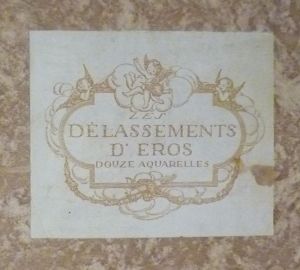 LES
DÉLASSEMENTS
D'EROS
DOUZE AQUARELLES